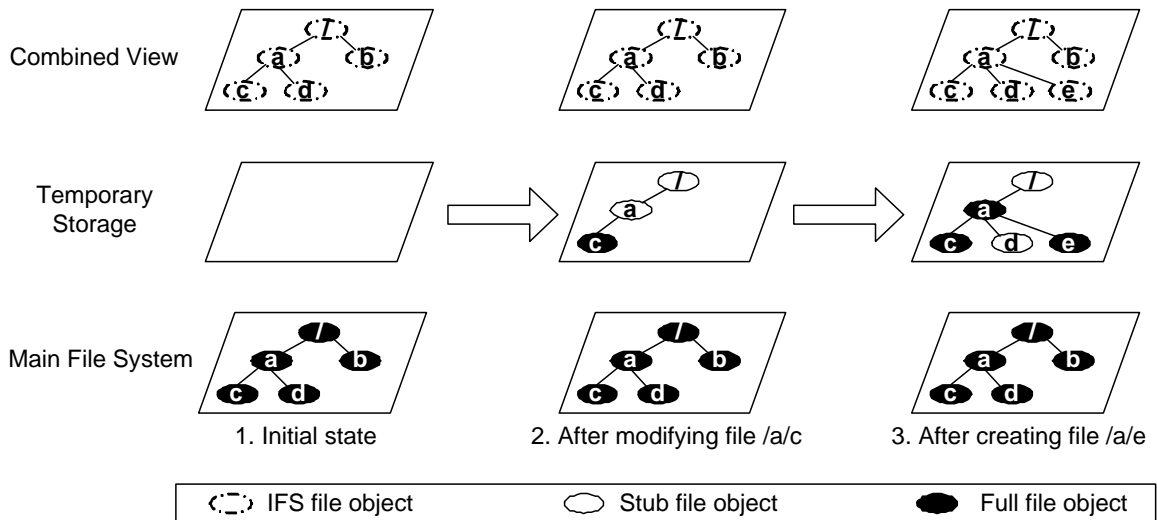 /
Combined View
a b
c d
/
a b
c d
/
a b
c d e
Temporary
Storage
/
a
c
/
a
c d e
Main File System
/
a b
c d
/
a b
c d
/
a b
c d
1. Initial state
2. After modifying file /a/c
3. After creating file /a/e
IFS file object
Stub file object
Full file object